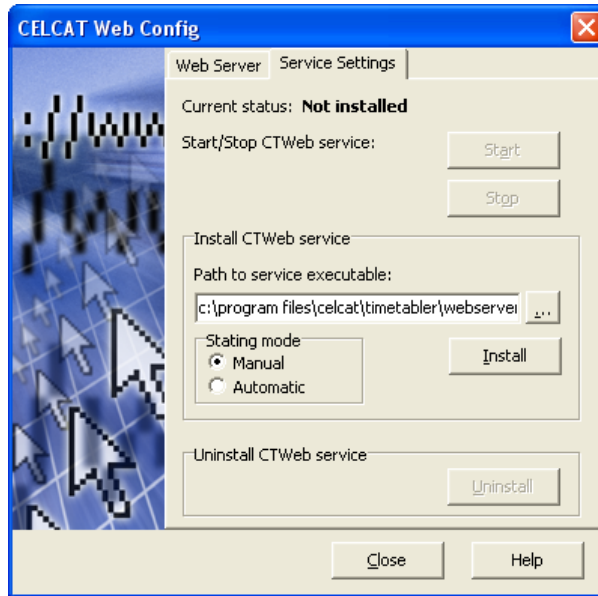 CELCAT Web Config
Web Server Service Settings
Current status: Not installed
Start/Stop CTWeb service:
Start
Stop
Install CTWeb service
Path to service executable:
c:\program files\celcat\timetabler\webserver ...
Stating mode
Manual
Automatic
Install
Uninstall CTWeb service
Uninstall
Close Help